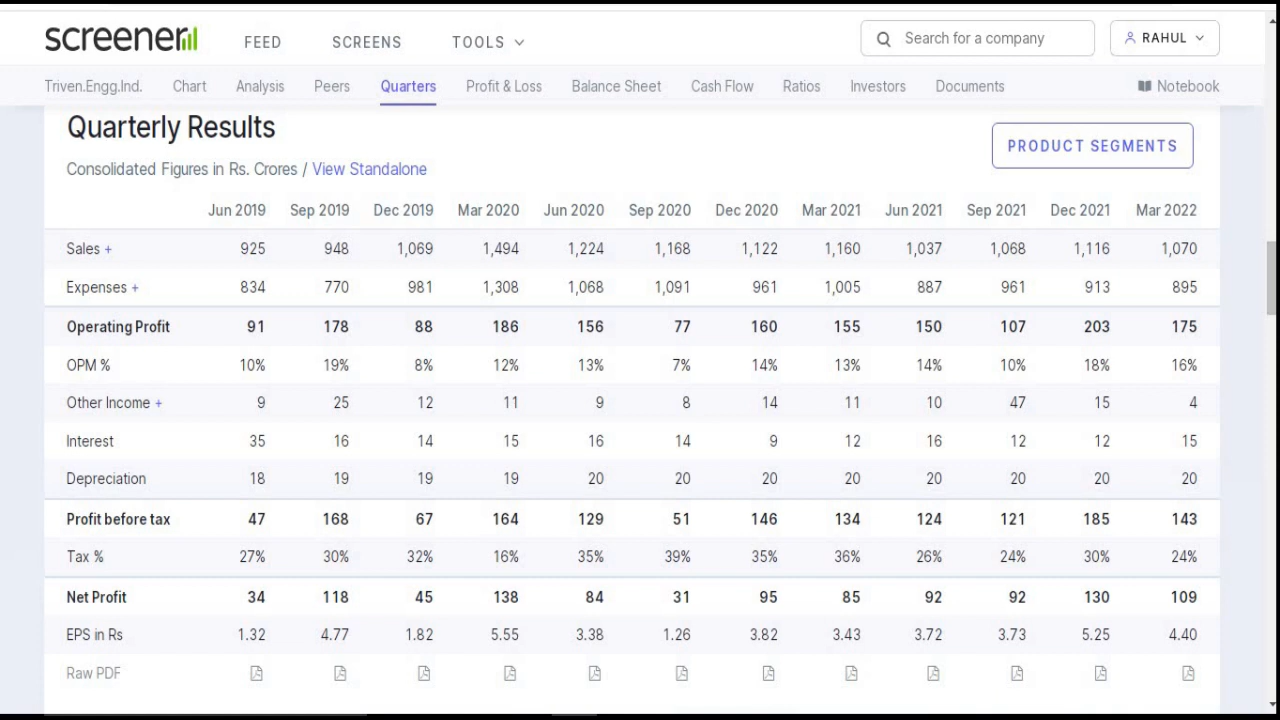 screener
FEED SCREENS TOOLS Search for a company RAHUL
Triven.Engg.Ind. Chart Analysis Peers Quarters Profit & Loss Balance Sheet Cash Flow Ratios Investors Documents Notebook
Quarterly Results
PRODUCT SEGMENTS
Consolidated Figures in Rs. Crores / View Standalone
Jun 2019 Sep 2019 Dec 2019 Mar 2020 Jun 2020 Sep 2020 Dec 2020 Mar 2021 Jun 2021 Sep 2021 Dec 2021 Mar 2022
Sales + 925 948 1,069 1,494 1,224 1,168 1,122 1,160 1,037 1,068 1,116 1,070
Expenses + 834 770 981 1,308 1,068 1,091 961 1,005 887 961 913 895
Operating Profit 91 178 88 186 156 77 160 155 150 107 203 175
OPM % 10% 19% 8% 12% 13% 7% 14% 13% 14% 10% 18% 16%
Other Income + 9 25 12 11 9 8 14 11 10 47 15 4
Interest 35 16 14 15 16 14 9 12 16 12 12 15
Depreciation 18 19 19 19 20 20 20 20 20 20 20 20
Profit before tax 47 168 67 164 129 51 146 134 124 121 185 143
Tax % 27% 30% 32% 16% 35% 39% 35% 36% 26% 24% 30% 24%
Net Profit 34 118 45 138 84 31 95 85 92 92 130 109
EPS in Rs 1.32 4.77 1.82 5.55 3.38 1.26 3.82 3.43 3.72 3.73 5.25 4.40
Raw PDF